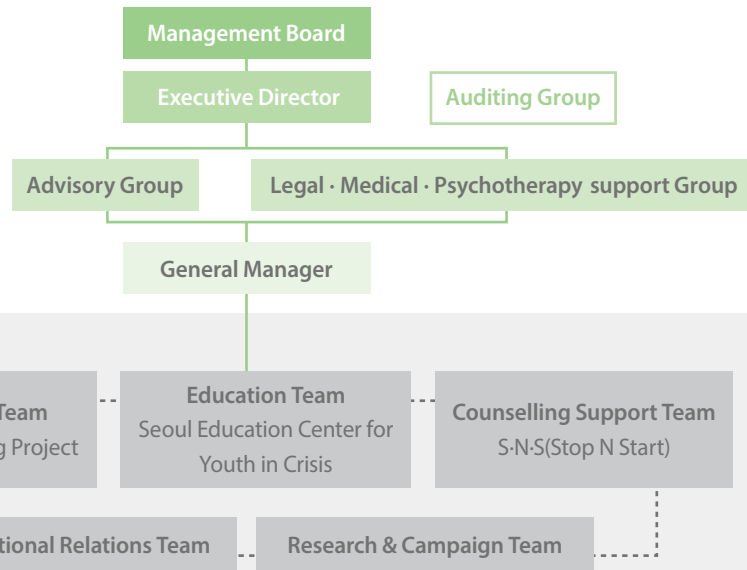 Management Board
Executive Director
Auditing Group
Advisory Group
Legal · Medical · Psychotherapy support Group
General Manager
Team
Education Team
Counselling Support Team
Project
Seoul Education Center for
Youth in Crisis
S·N·S(Stop N Start)
Relations Team
Research & Campaign Team